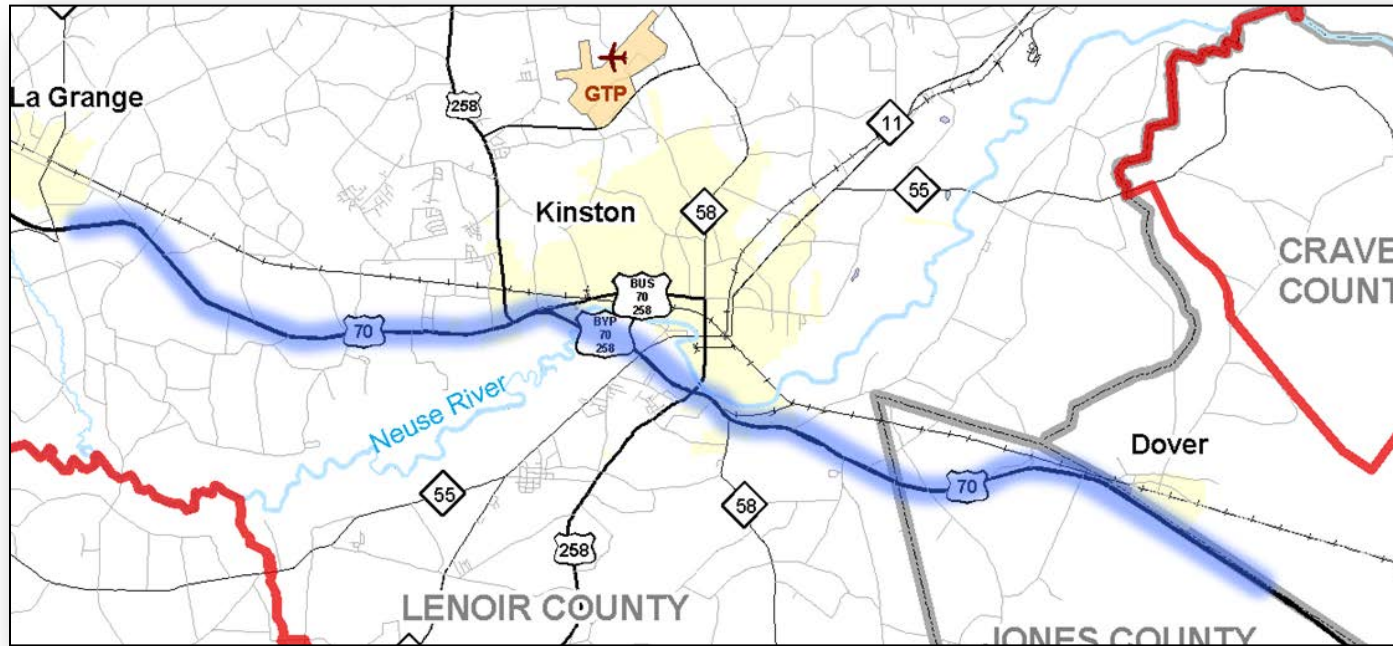 La Grange
258
GTP
11
55
Kinston
58
CRAVE
COUNT
BUS
70
258
70
BYP
70
258
Neuse River
Dover
70
55
58
258
LENOIR COUNTY
JONES COUNTY